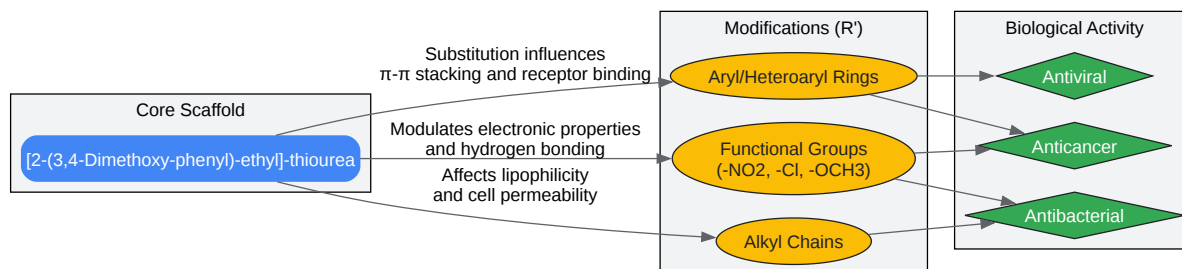 Core Scaffold
[2-(3,4-Dimethoxy-phenyl)-ethyl]-thiourea
Substitution influences
π-π stacking and receptor binding
Modulates electronic properties
and hydrogen bonding
Affects lipophilicity
and cell permeability
Modifications (R')
Aryl/Heteroaryl Rings
Functional Groups
(-NO2, -Cl, -OCH3)
Alkyl Chains
Biological Activity
Antiviral
Anticancer
Antibacterial